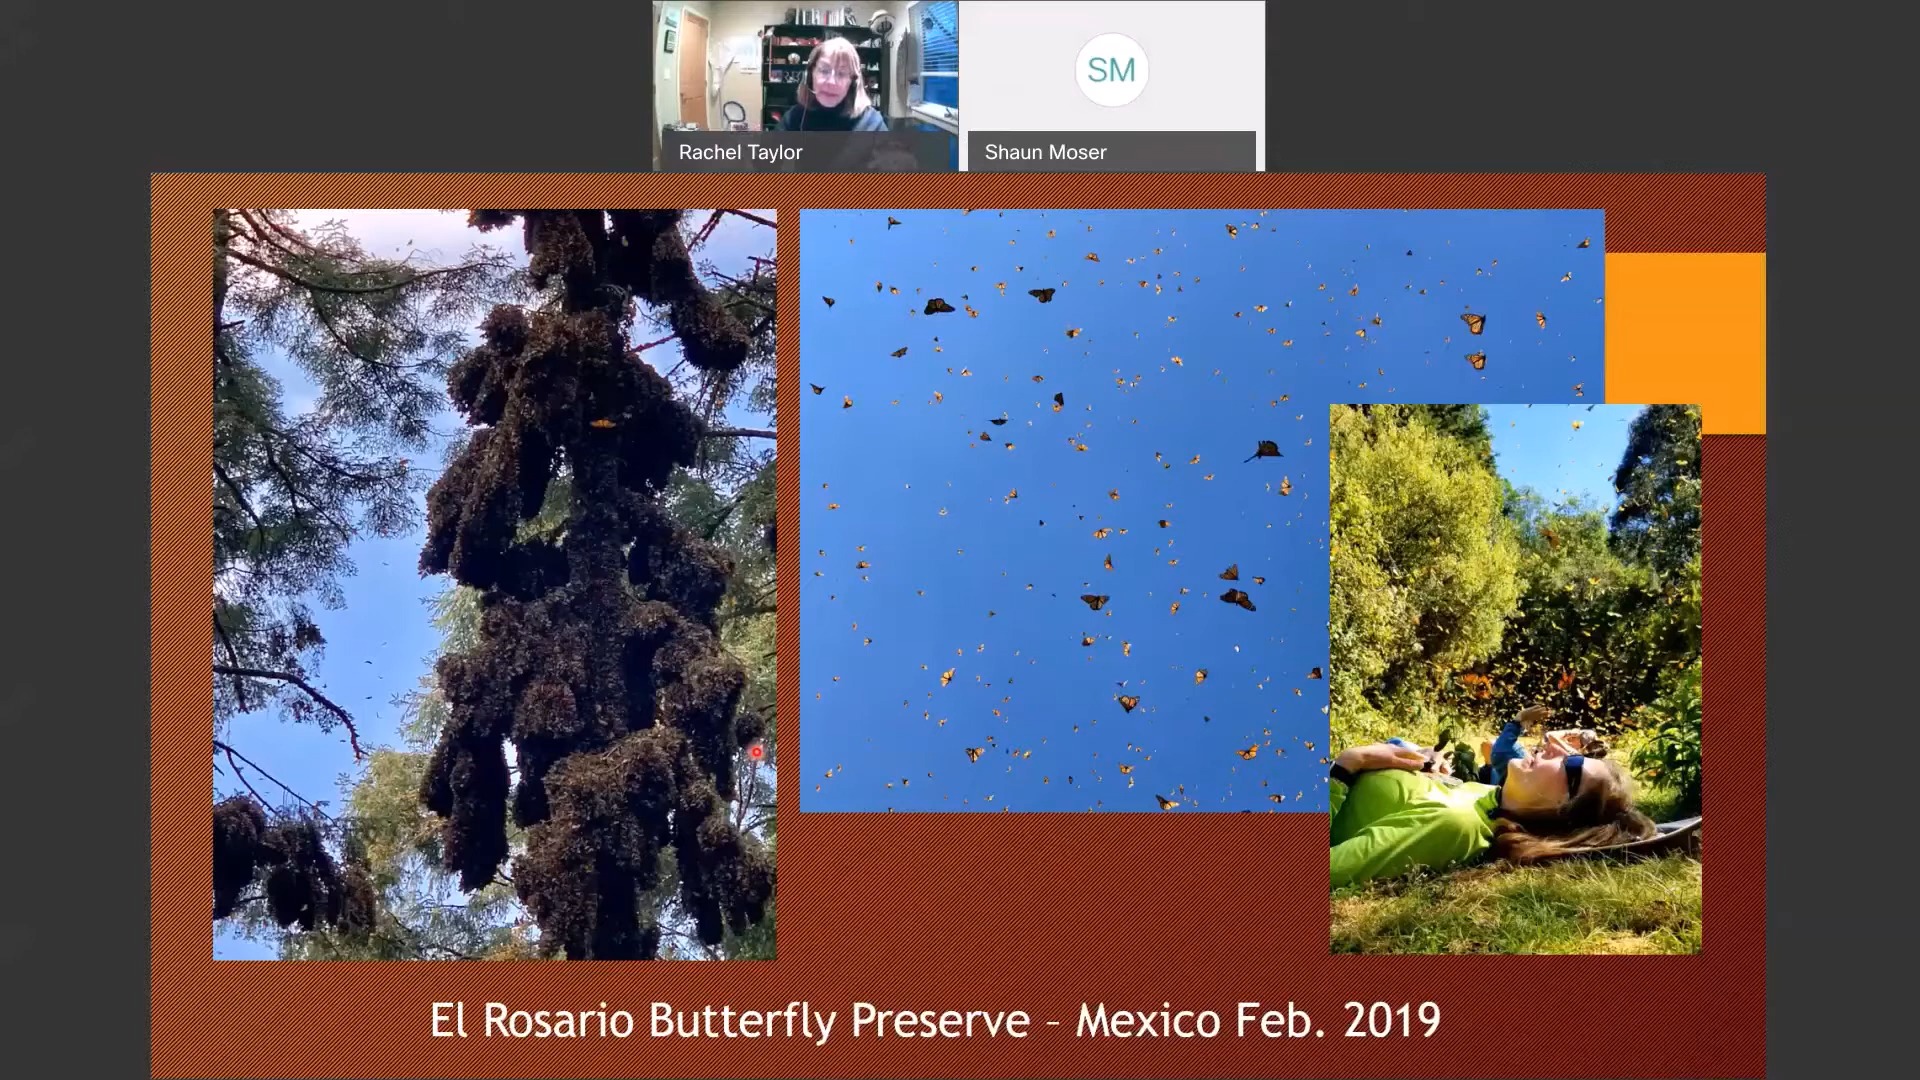 SM
Rachel Taylor
Shaun Moser
El Rosario Butterfly Preserve – Mexico Feb. 2019